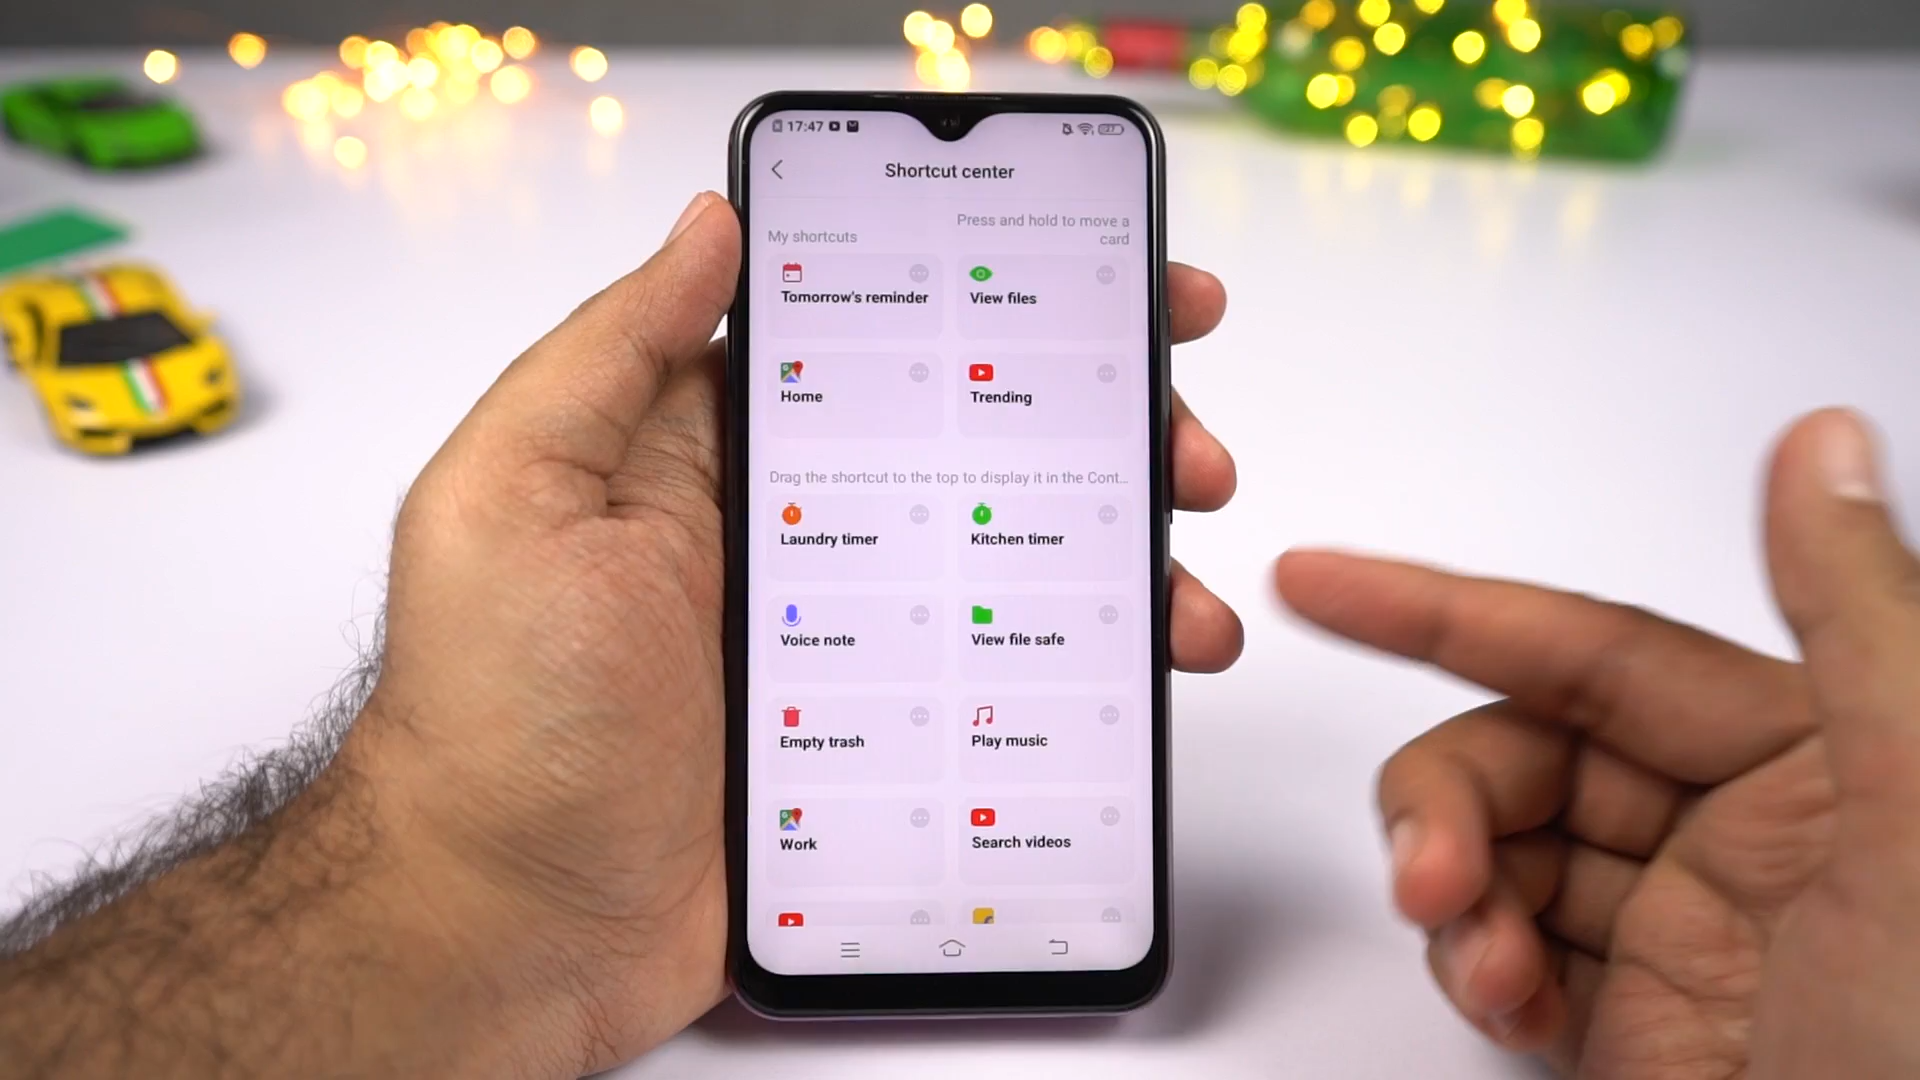 17:47
27
Shortcut center
My shortcuts
Press and hold to move a
card
Tomorrow's reminder
View files
Home
Trending
Drag the shortcut to the top to display it in the Cont...
Laundry timer
Kitchen timer
Voice note
View file safe
Empty trash
Play music
Work
Search videos